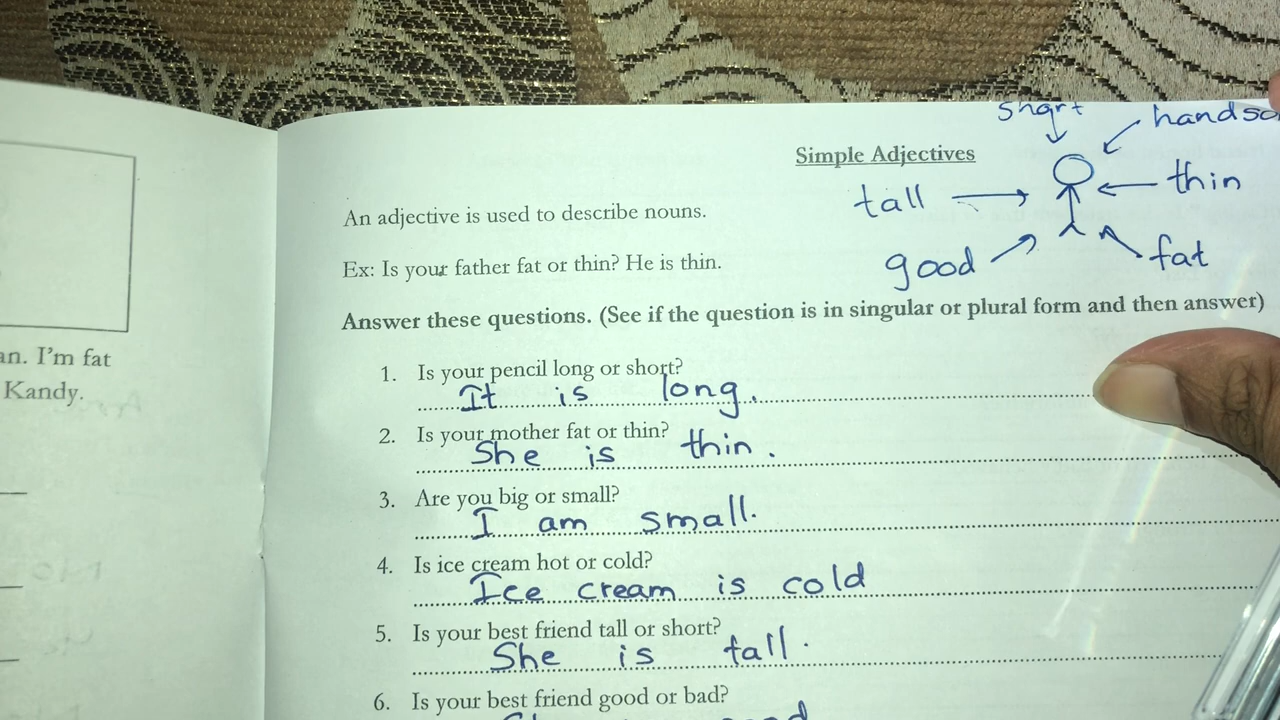 short
handso
Simple Adjectives
tall
thin
An adjective is used to describe nouns.
good
fat
Ex: Is your father fat or thin? He is thin.
Answer these questions. (See if the question is in singular or plural form and then answer)
an. I'm fat
Kandy.
1. Is your pencil long or short?
It is long.
2. Is your mother fat or thin?
She is thin.
3. Are you big or small?
I am small.
4. Is ice cream hot or cold?
Ice cream is cold
5. Is your best friend tall or short?
She is tall.
6. Is your best friend good or bad?